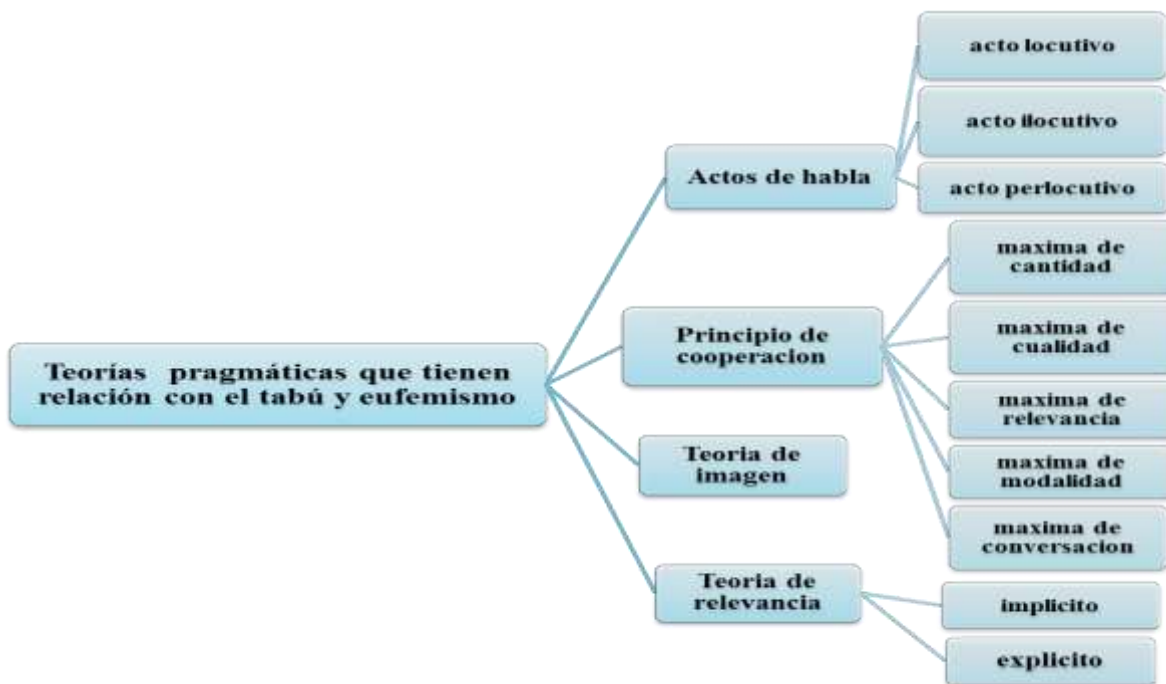 acto locutivo
acto ilocutivo
Actos de habla
acto perlocutivo
maxima de
cantidad
Principio de
cooperacion
maxima de
cualidad
Teorías pragmáticas que tienen
relación con el tabú y eufemismo
maxima de
relevancia
Teoria de
imagen
maxima de
modalidad
maxima de
conversacion
Teoria de
relevancia
implicito
explicito